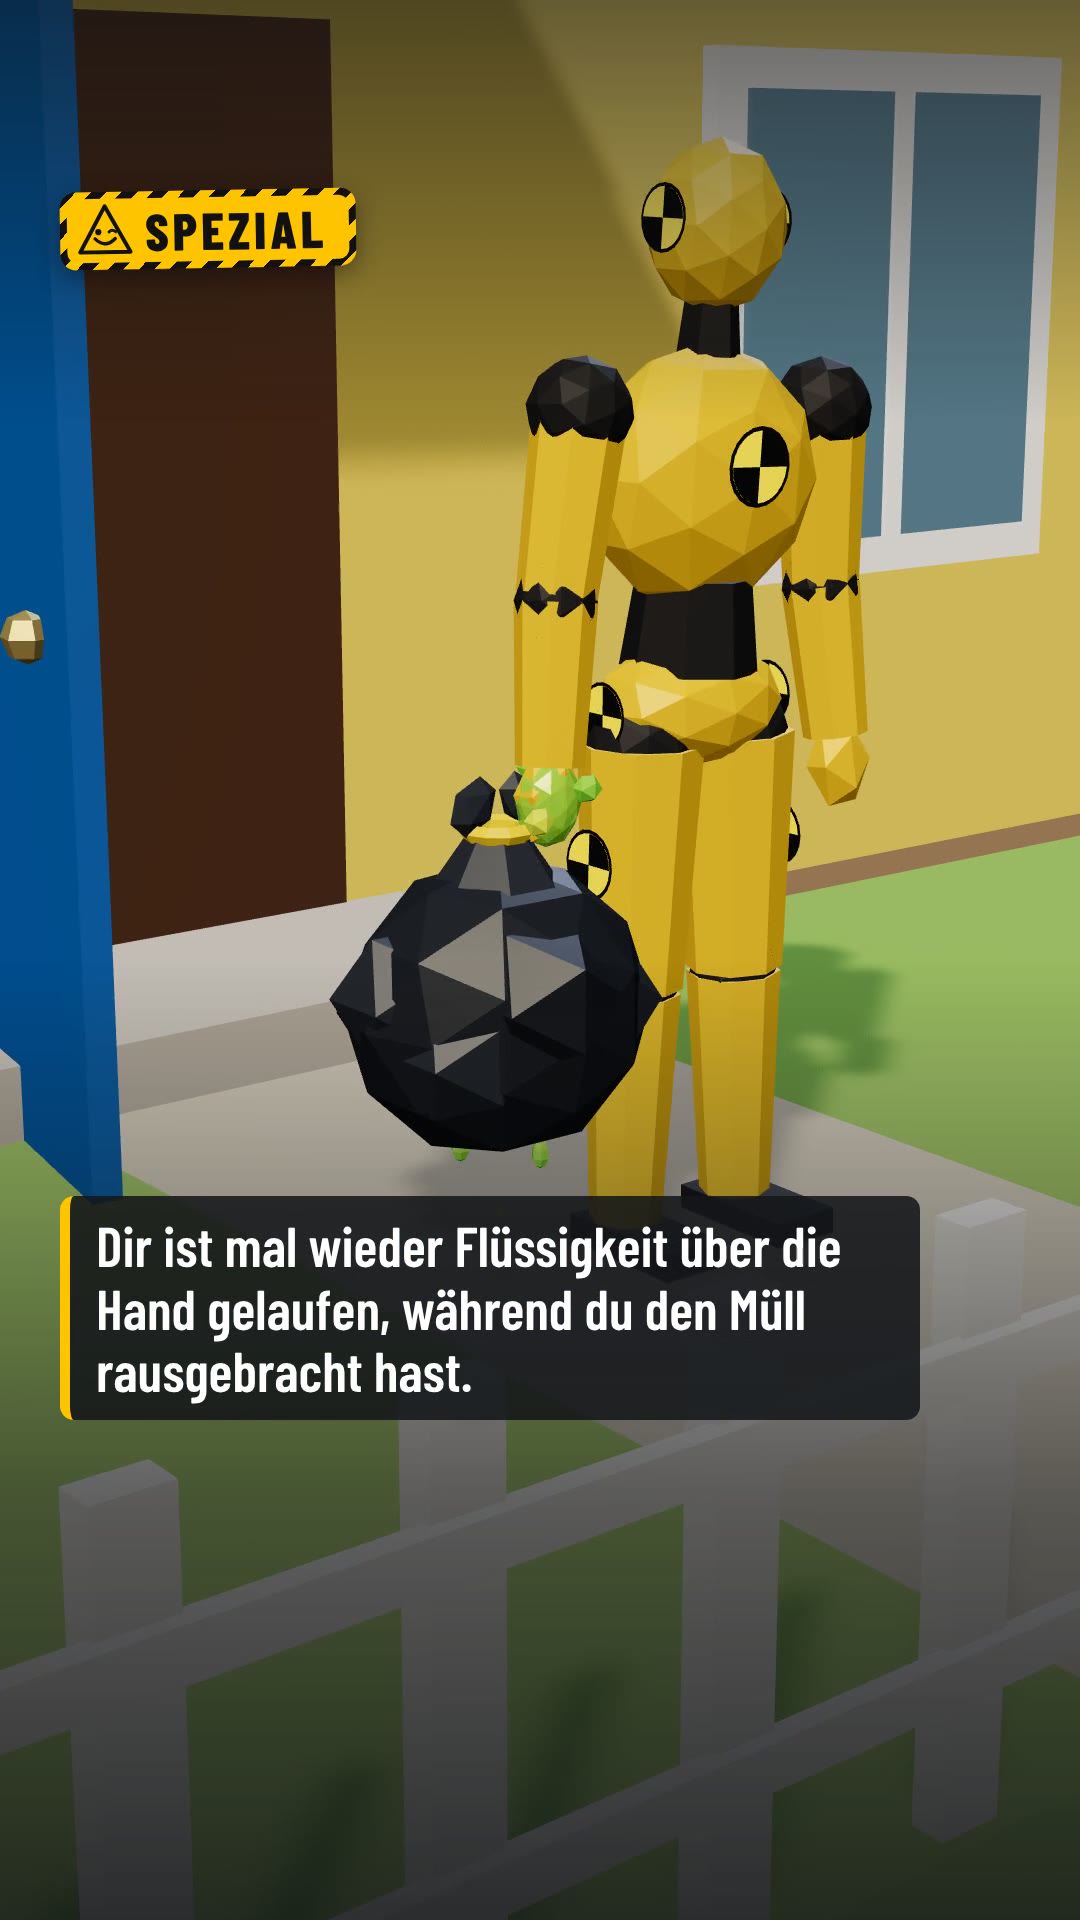 SPEZIAL
Dir ist mal wieder Flüssigkeit über die
Hand gelaufen, während du den Müll
rausgebracht hast.